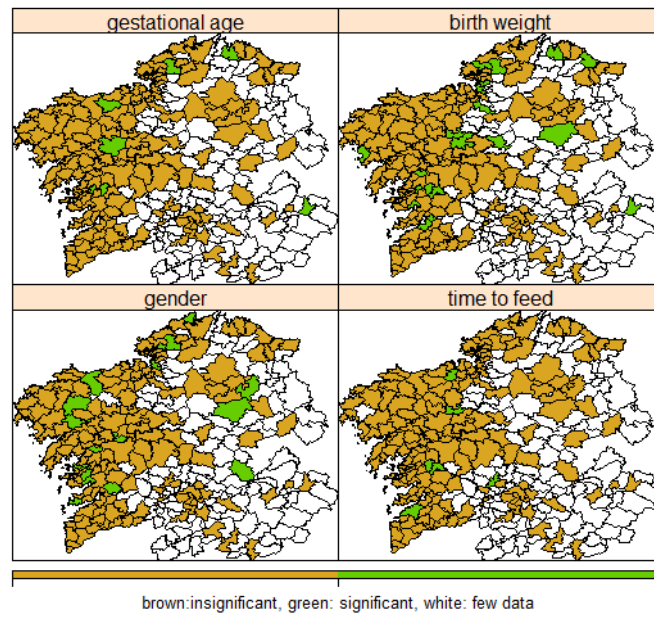 gestational age
birth weight
gender
time to feed
brown:insignificant, green: significant, white: few data